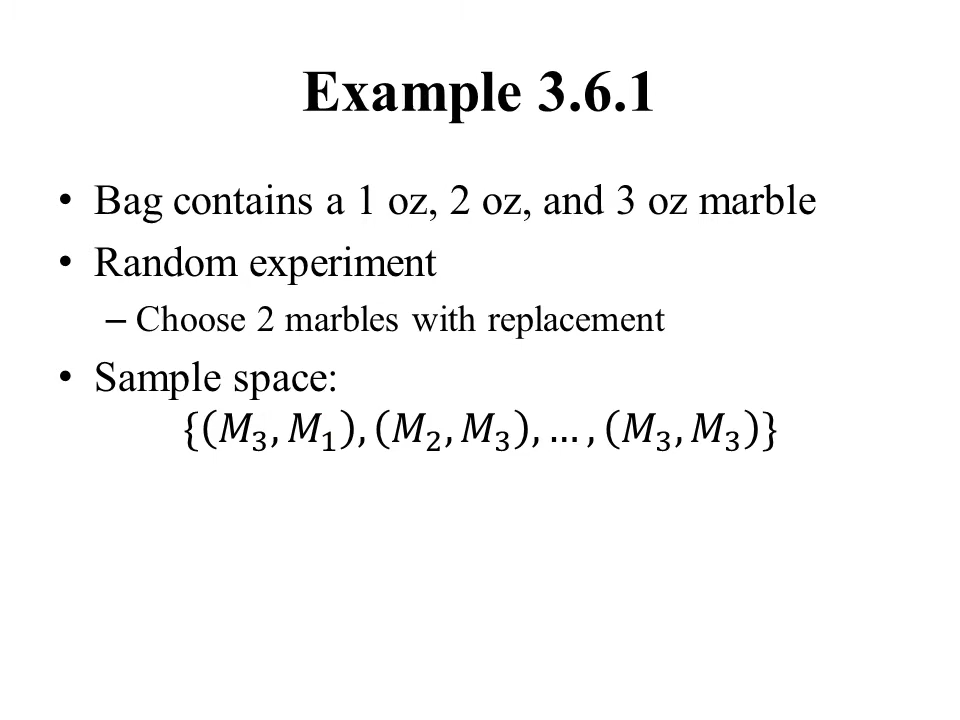 Example 3.6.1
• Bag contains a 1 oz, 2 oz, and 3 oz marble
• Random experiment
– Choose 2 marbles with replacement
• Sample space:
{(𝑀₃, 𝑀₁), (𝑀₂, 𝑀₃), … , (𝑀₃, 𝑀₃)}